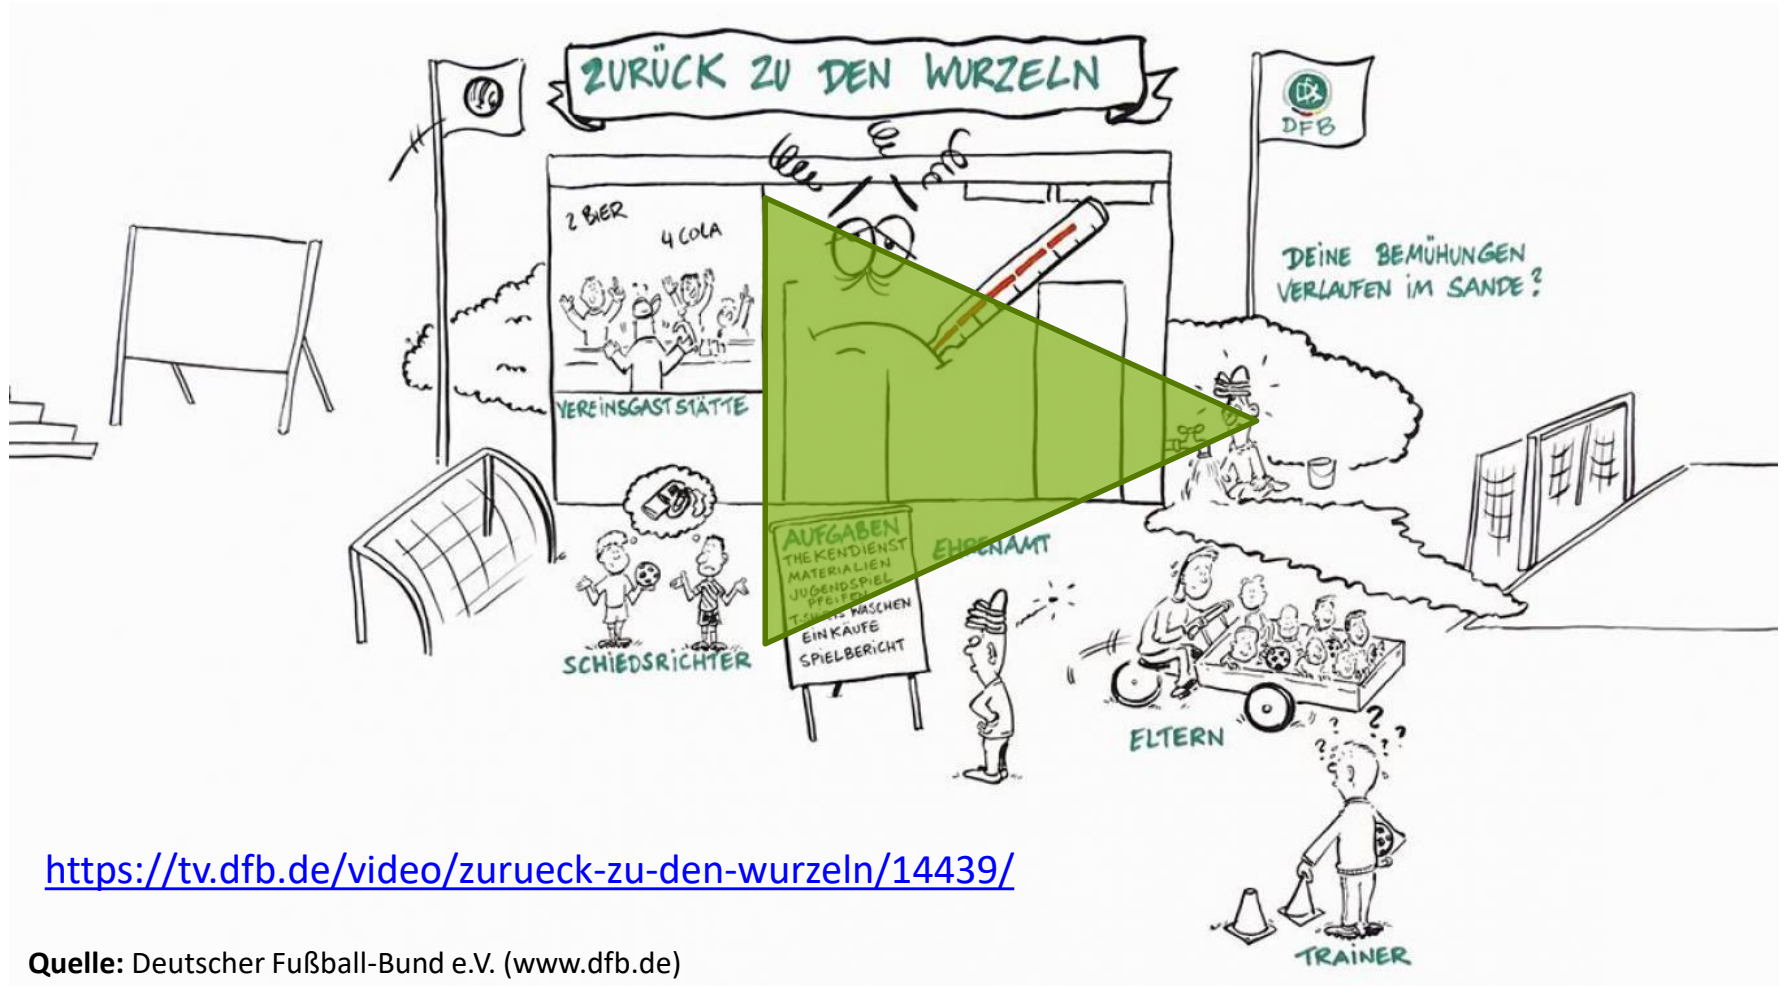 ZURÜCK ZU DEN WURZELN
DFB
2 BIER
4 COLA
DEINE BEMÜHUNGEN
VERLAUFEN IM SANDE?
VEREINSGASTSTÄTTE
AUFGABEN
THEKENDIENST
MATERIALIEN
JUGENDSPIEL
PFEIFEN
WASCHEN
EINKÄUFE
SPIELBERICHT
EHRENAMT
SCHIEDSRICHTER
ELTERN
TRAINER
https://tv.dfb.de/video/zurueck-zu-den-wurzeln/14439/
Quelle: Deutscher Fußball-Bund e.V. (www.dfb.de)